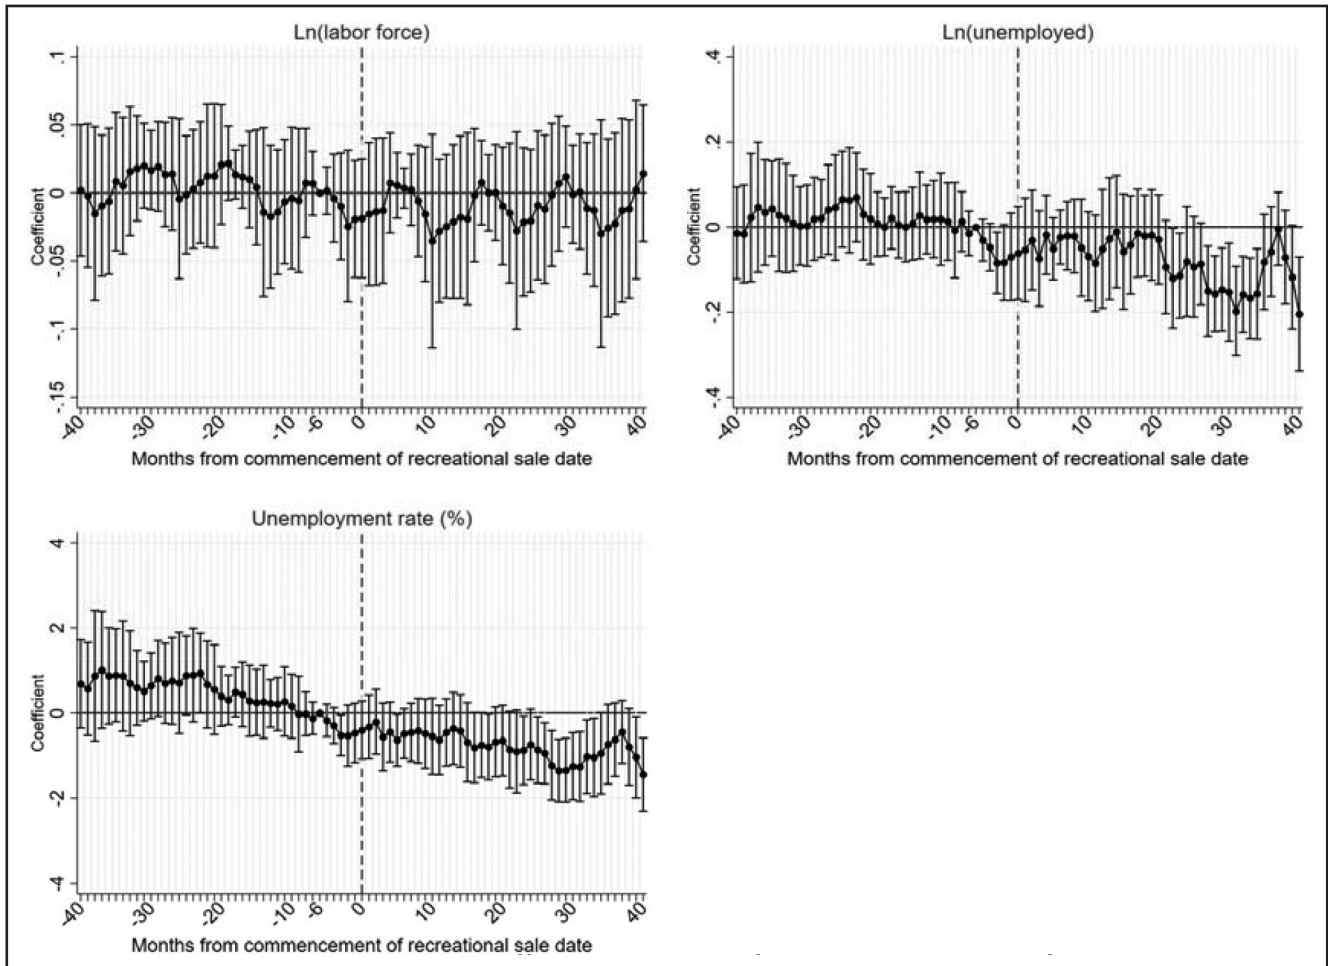 Ln(labor force)
.1
.05
0
-.05
-.1
-.15
Coefficient
-40 -30 -20 -10 -6 0 10 20 30 40
Months from commencement of recreational sale date
Ln(unemployed)
.4
.2
0
-.2
-.4
Coefficient
-40 -30 -20 -10 -6 0 10 20 30 40
Months from commencement of recreational sale date
Unemployment rate (%)
4
2
0
-2
-4
Coefficient
-40 -30 -20 -10 -6 0 10 20 30 40
Months from commencement of recreational sale date